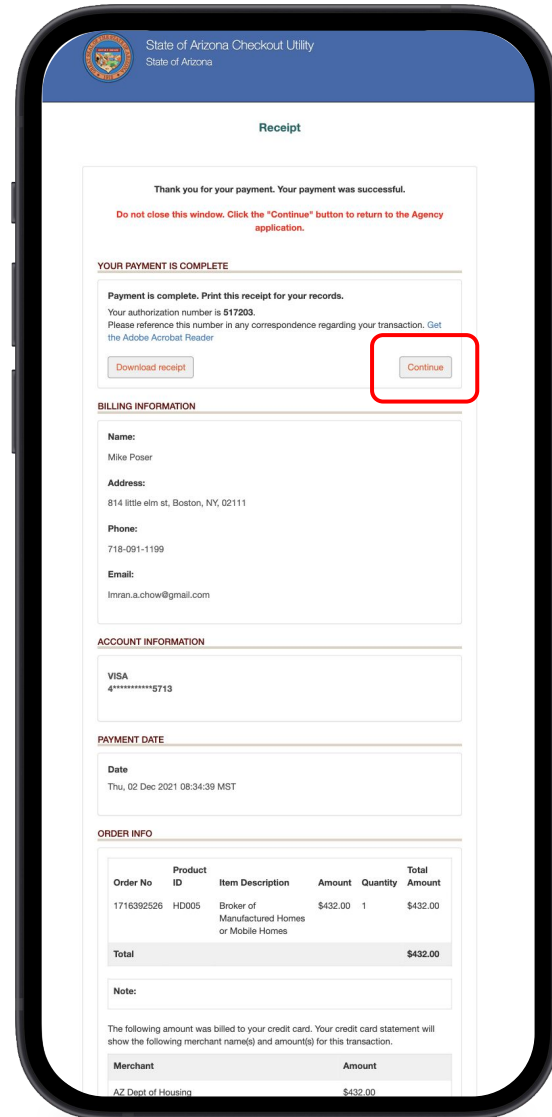 State of Arizona Checkout Utility
State of Arizona
Receipt
Thank you for your payment. Your payment was successful.
Do not close this window. Click the "Continue" button to return to the Agency
application.
YOUR PAYMENT IS COMPLETE
Payment is complete. Print this receipt for your records.
Your authorization number is 517203.
Please reference this number in any correspondence regarding your transaction. Get
the Adobe Acrobat Reader
Download receipt Continue
BILLING INFORMATION
Name:
Mike Poser
Address:
814 little elm st, Boston, NY, 02111
Phone:
718-091-1199
Email:
Imran.a.chow@gmail.com
ACCOUNT INFORMATION
VISA
4***********5713
PAYMENT DATE
Date
Thu, 02 Dec 2021 08:34:39 MST
ORDER INFO
Product Total
Order No ID Item Description Amount Quantity Amount
1716392526 HD005 Broker of $432.00 1 $432.00
Manufactured Homes
or Mobile Homes
Total $432.00
Note:
The following amount was billed to your credit card. Your credit card statement will
show the following merchant name(s) and amount(s) for this transaction.
Merchant Amount
AZ Dept of Housing $432.00